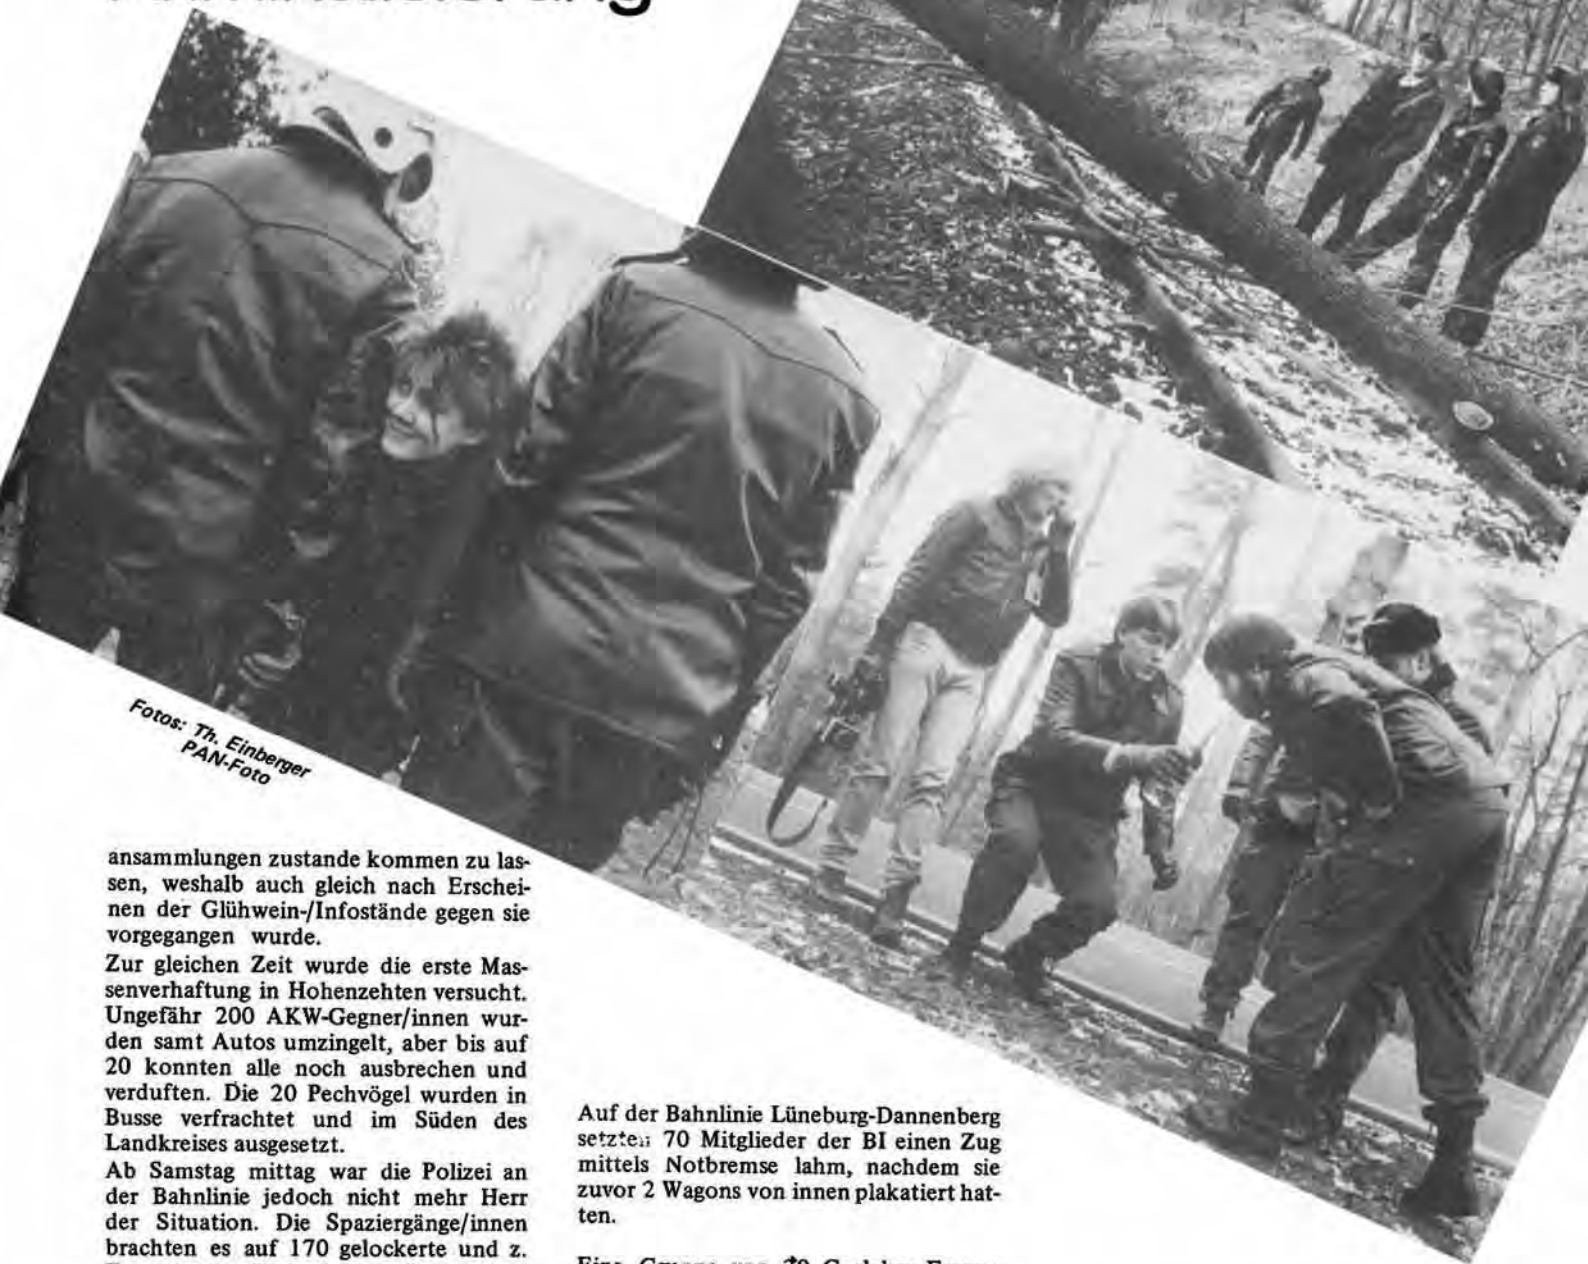 Fotos: Th. Einberger
PAN-Foto
ansammlungen zustande kommen zu las-
sen, weshalb auch gleich nach Erschei-
nen der Glühwein-/Infostände gegen sie
vorgegangen wurde.
Zur gleichen Zeit wurde die erste Mas-
senverhaftung in Hohenzehten versucht.
Ungefähr 200 AKW-Gegner/innen wur-
den samt Autos umzingelt, aber bis auf
20 konnten alle noch ausbrechen und
verduften. Die 20 Pechvögel wurden in
Busse verfrachtet und im Süden des
Landkreises ausgesetzt.
Ab Samstag mittag war die Polizei an
der Bahnlinie jedoch nicht mehr Herr
der Situation. Die Spaziergänge/innen
brachten es auf 170 gelockerte und z.
Auf der Bahnlinie Lüneburg-Dannenberg
setzten 70 Mitglieder der BI einen Zug
mittels Notbremse lahm, nachdem sie
zuvor 2 Wagons von innen plakatiert hat-
ten.